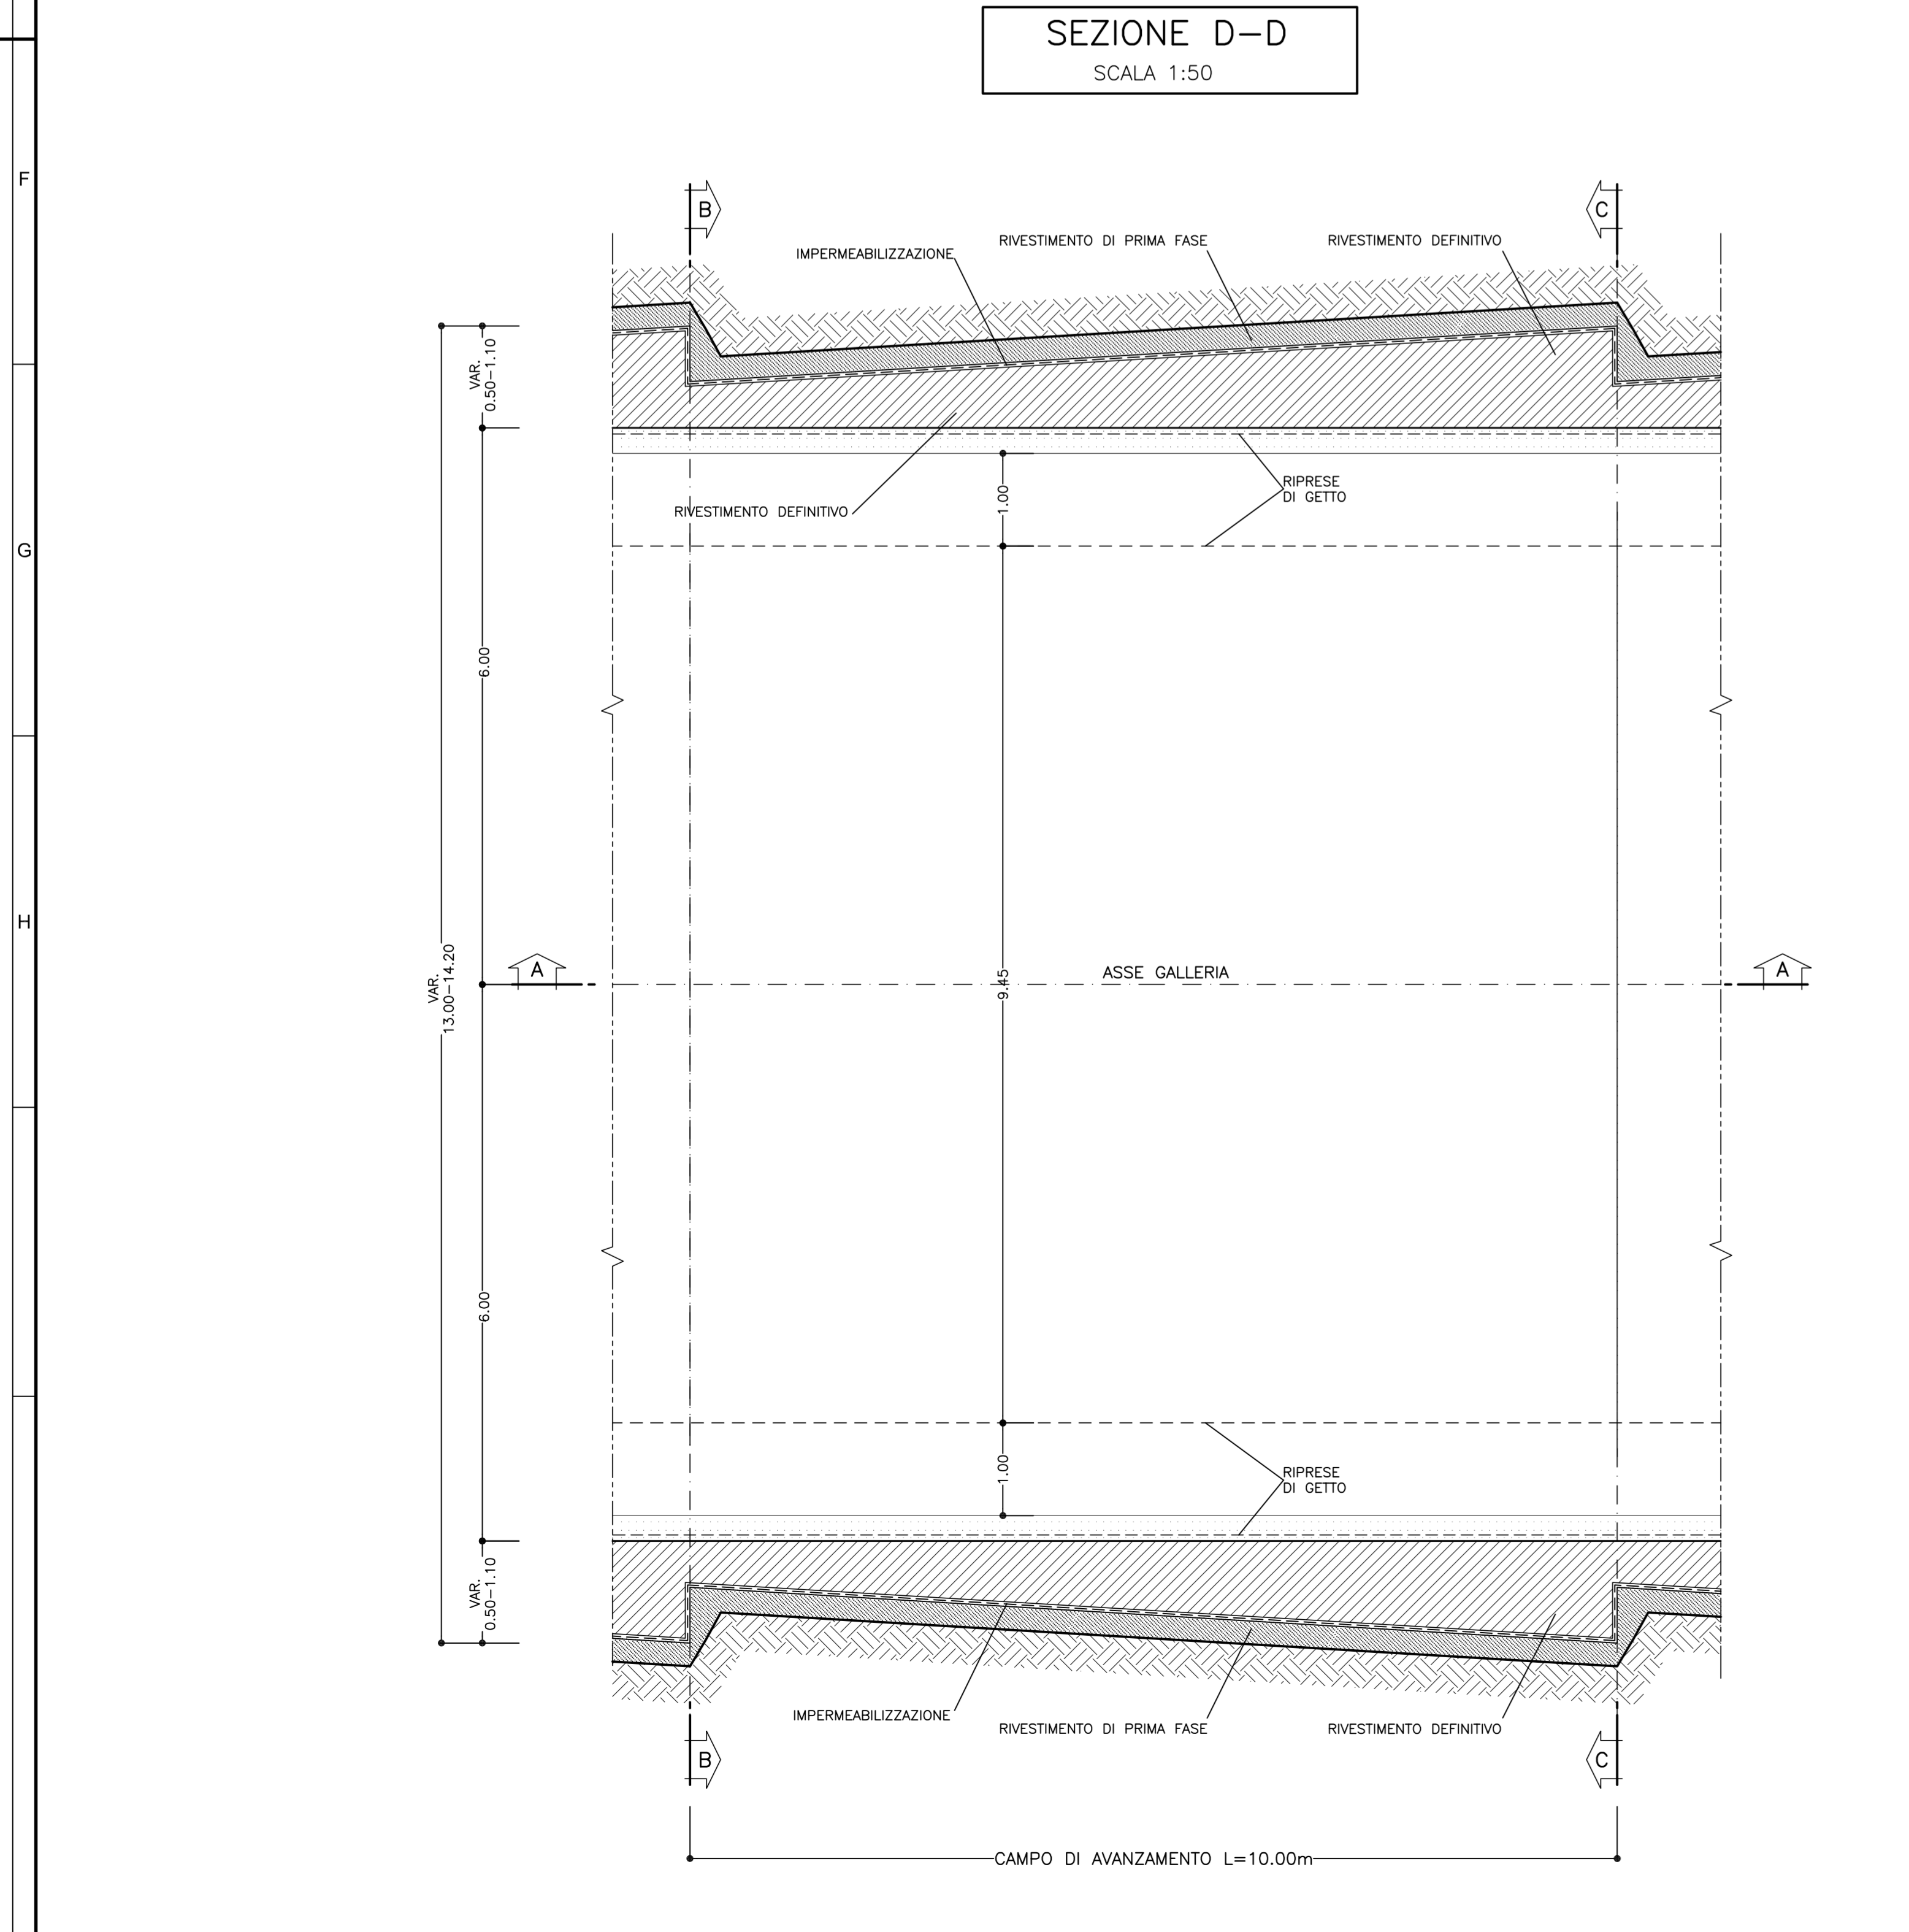 SEZIONE D-D
SCALA 1:50
F
B
C
IMPERMEABILIZZAZIONE
RIVESTIMENTO DI PRIMA FASE
RIVESTIMENTO DEFINITIVO
VAR.
0.50-1.10
1.00
RIPRESE
DI GETTO
RIVESTIMENTO DEFINITIVO
G
6.00
H
VAR.
13.00-14.20
A
9.45
ASSE GALLERIA
A
6.00
1.00
RIPRESE
DI GETTO
VAR.
0.50-1.10
IMPERMEABILIZZAZIONE
RIVESTIMENTO DI PRIMA FASE
RIVESTIMENTO DEFINITIVO
B
C
CAMPO DI AVANZAMENTO L=10.00m